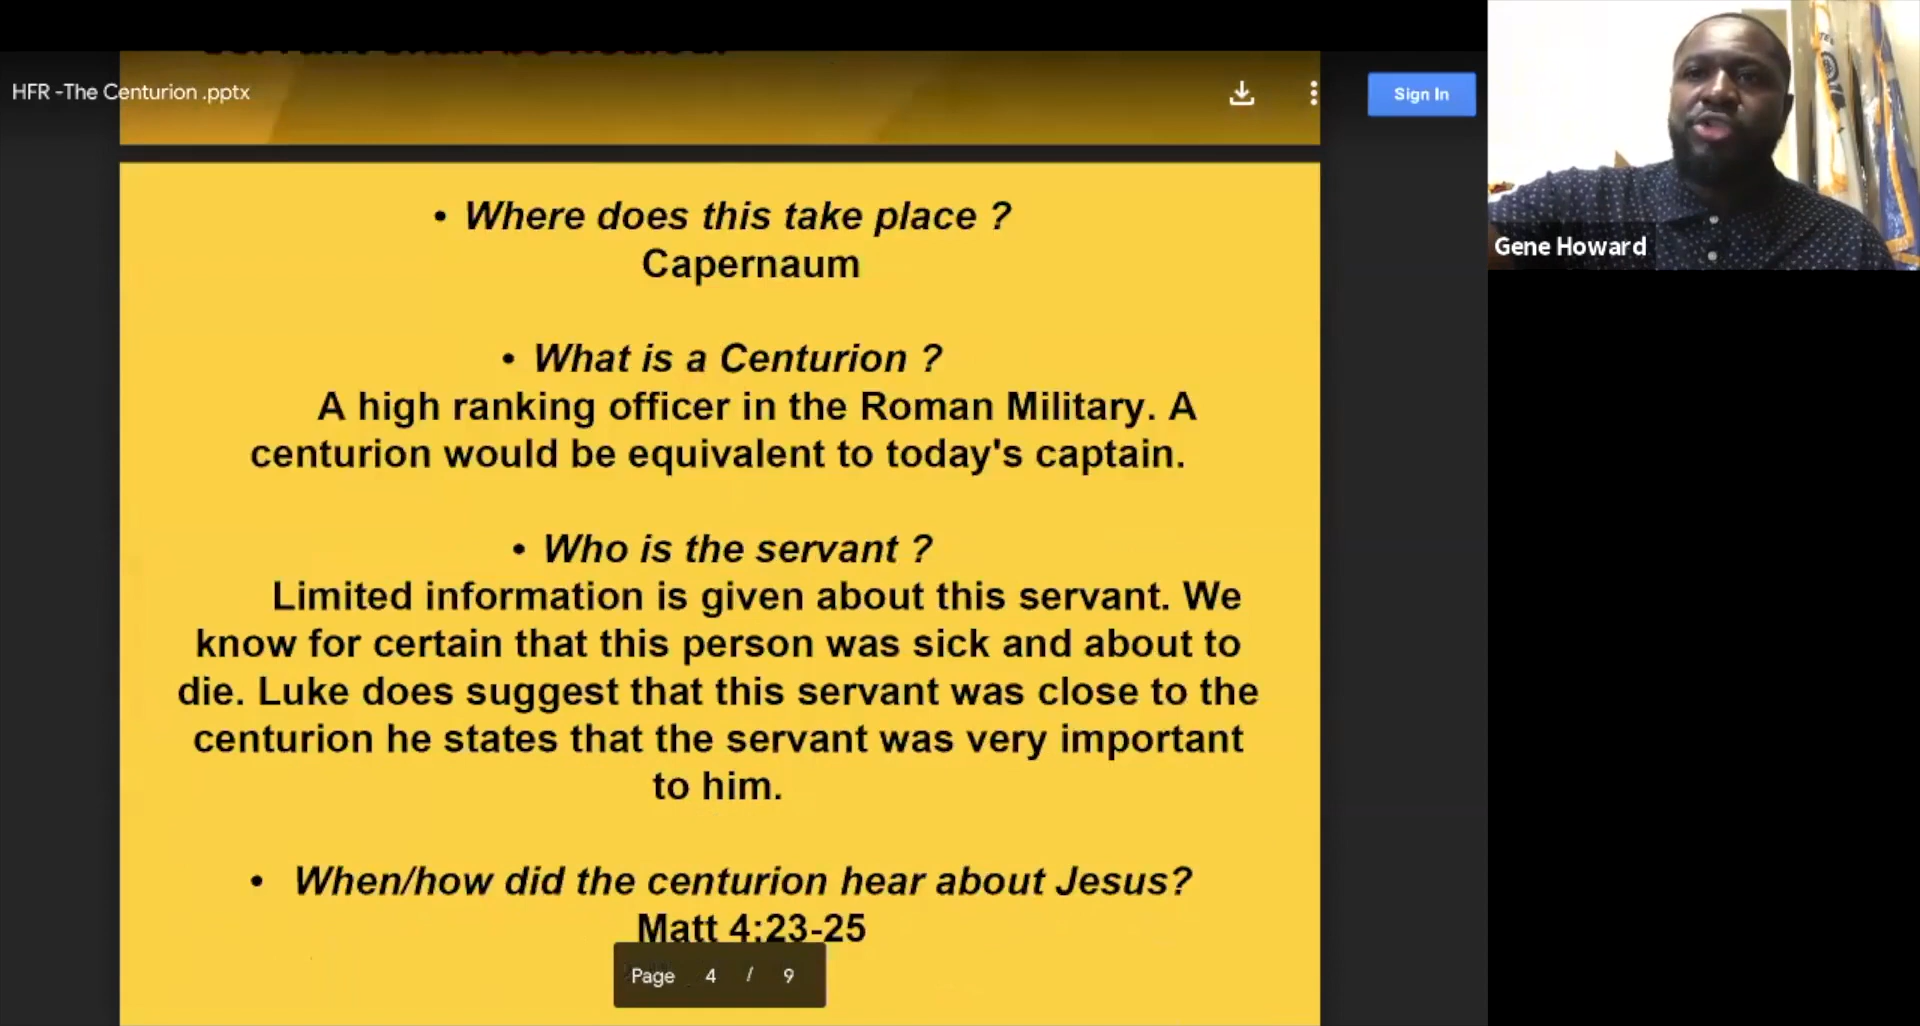 HFR -The Centurion .pptx
Sign In
• Where does this take place ?
Capernaum
• What is a Centurion ?
A high ranking officer in the Roman Military. A
centurion would be equivalent to today's captain.
• Who is the servant ?
Limited information is given about this servant. We
know for certain that this person was sick and about to
die. Luke does suggest that this servant was close to the
centurion he states that the servant was very important
to him.
• When/how did the centurion hear about Jesus?
Matt 4:23-25
Page 4 / 9
Gene Howard